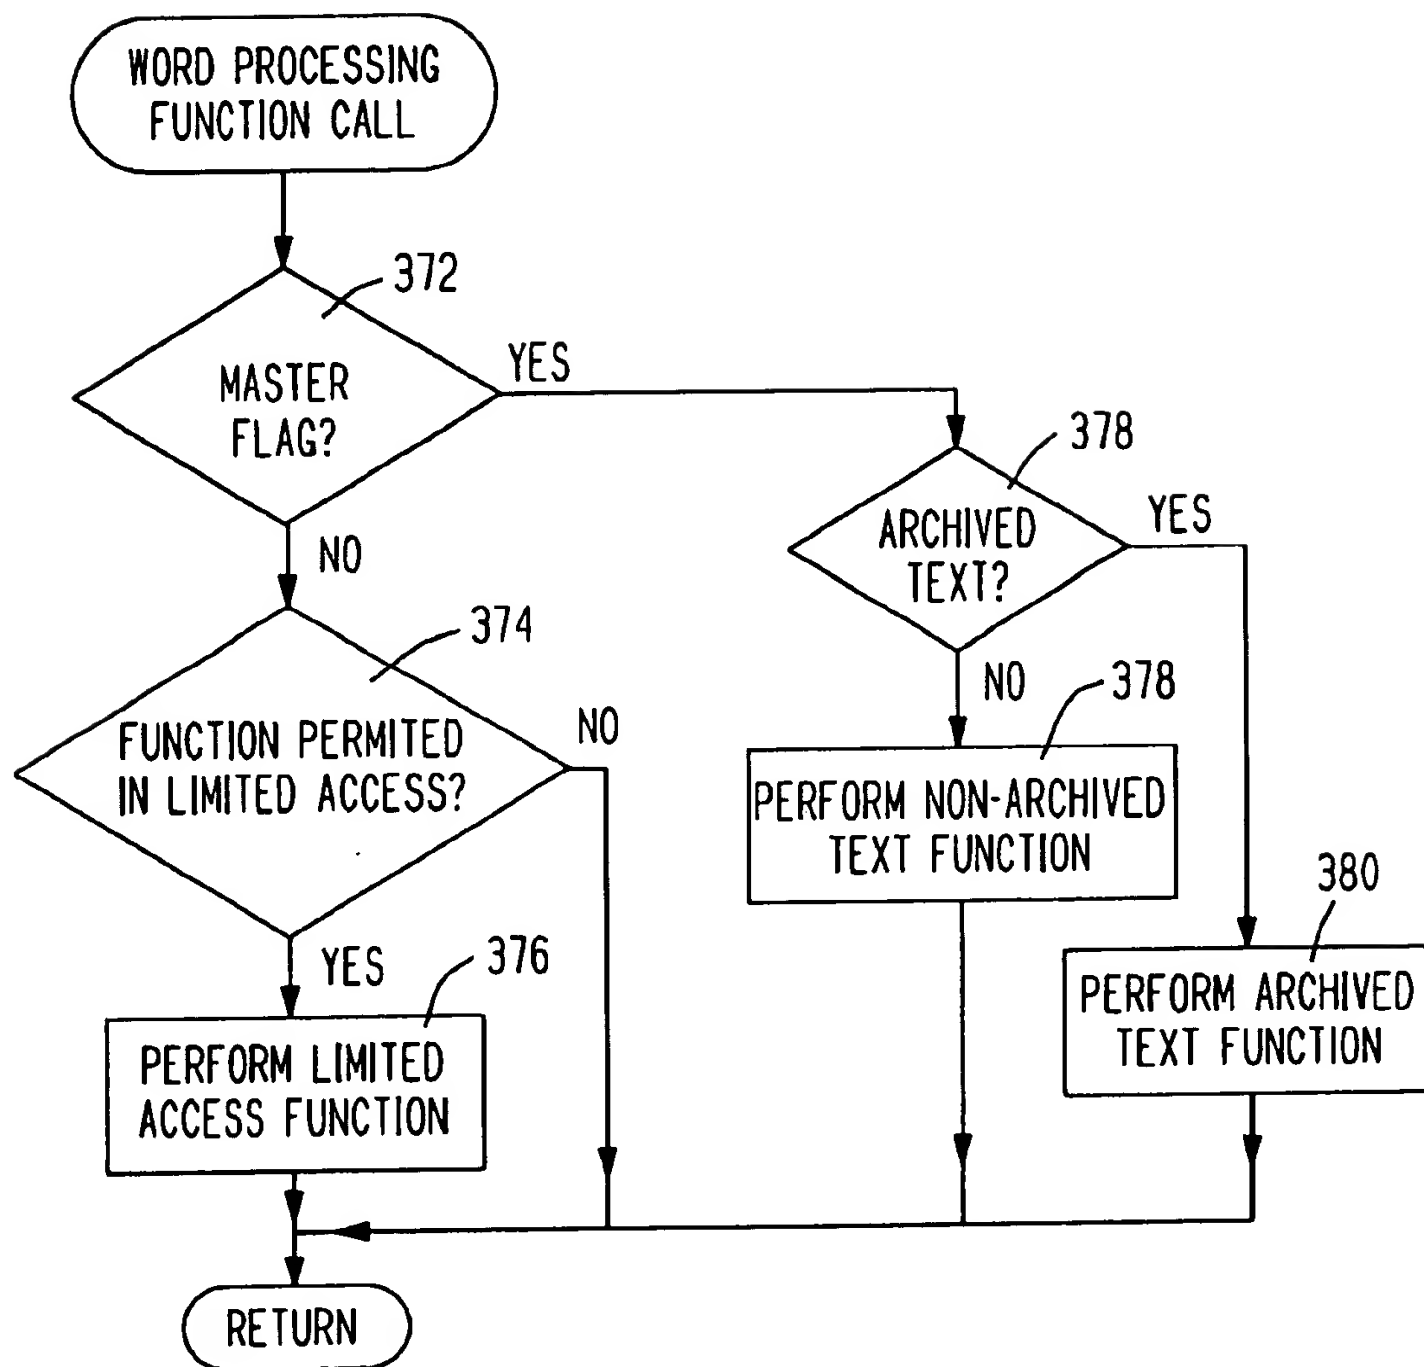 WORD PROCESSING
FUNCTION CALL
372
MASTER
FLAG?
YES
NO
378
ARCHIVED
TEXT?
YES
NO
374
FUNCTION PERMITED
IN LIMITED ACCESS?
NO
YES
378
PERFORM NON-ARCHIVED
TEXT FUNCTION
380
PERFORM ARCHIVED
TEXT FUNCTION
376
PERFORM LIMITED
ACCESS FUNCTION
RETURN